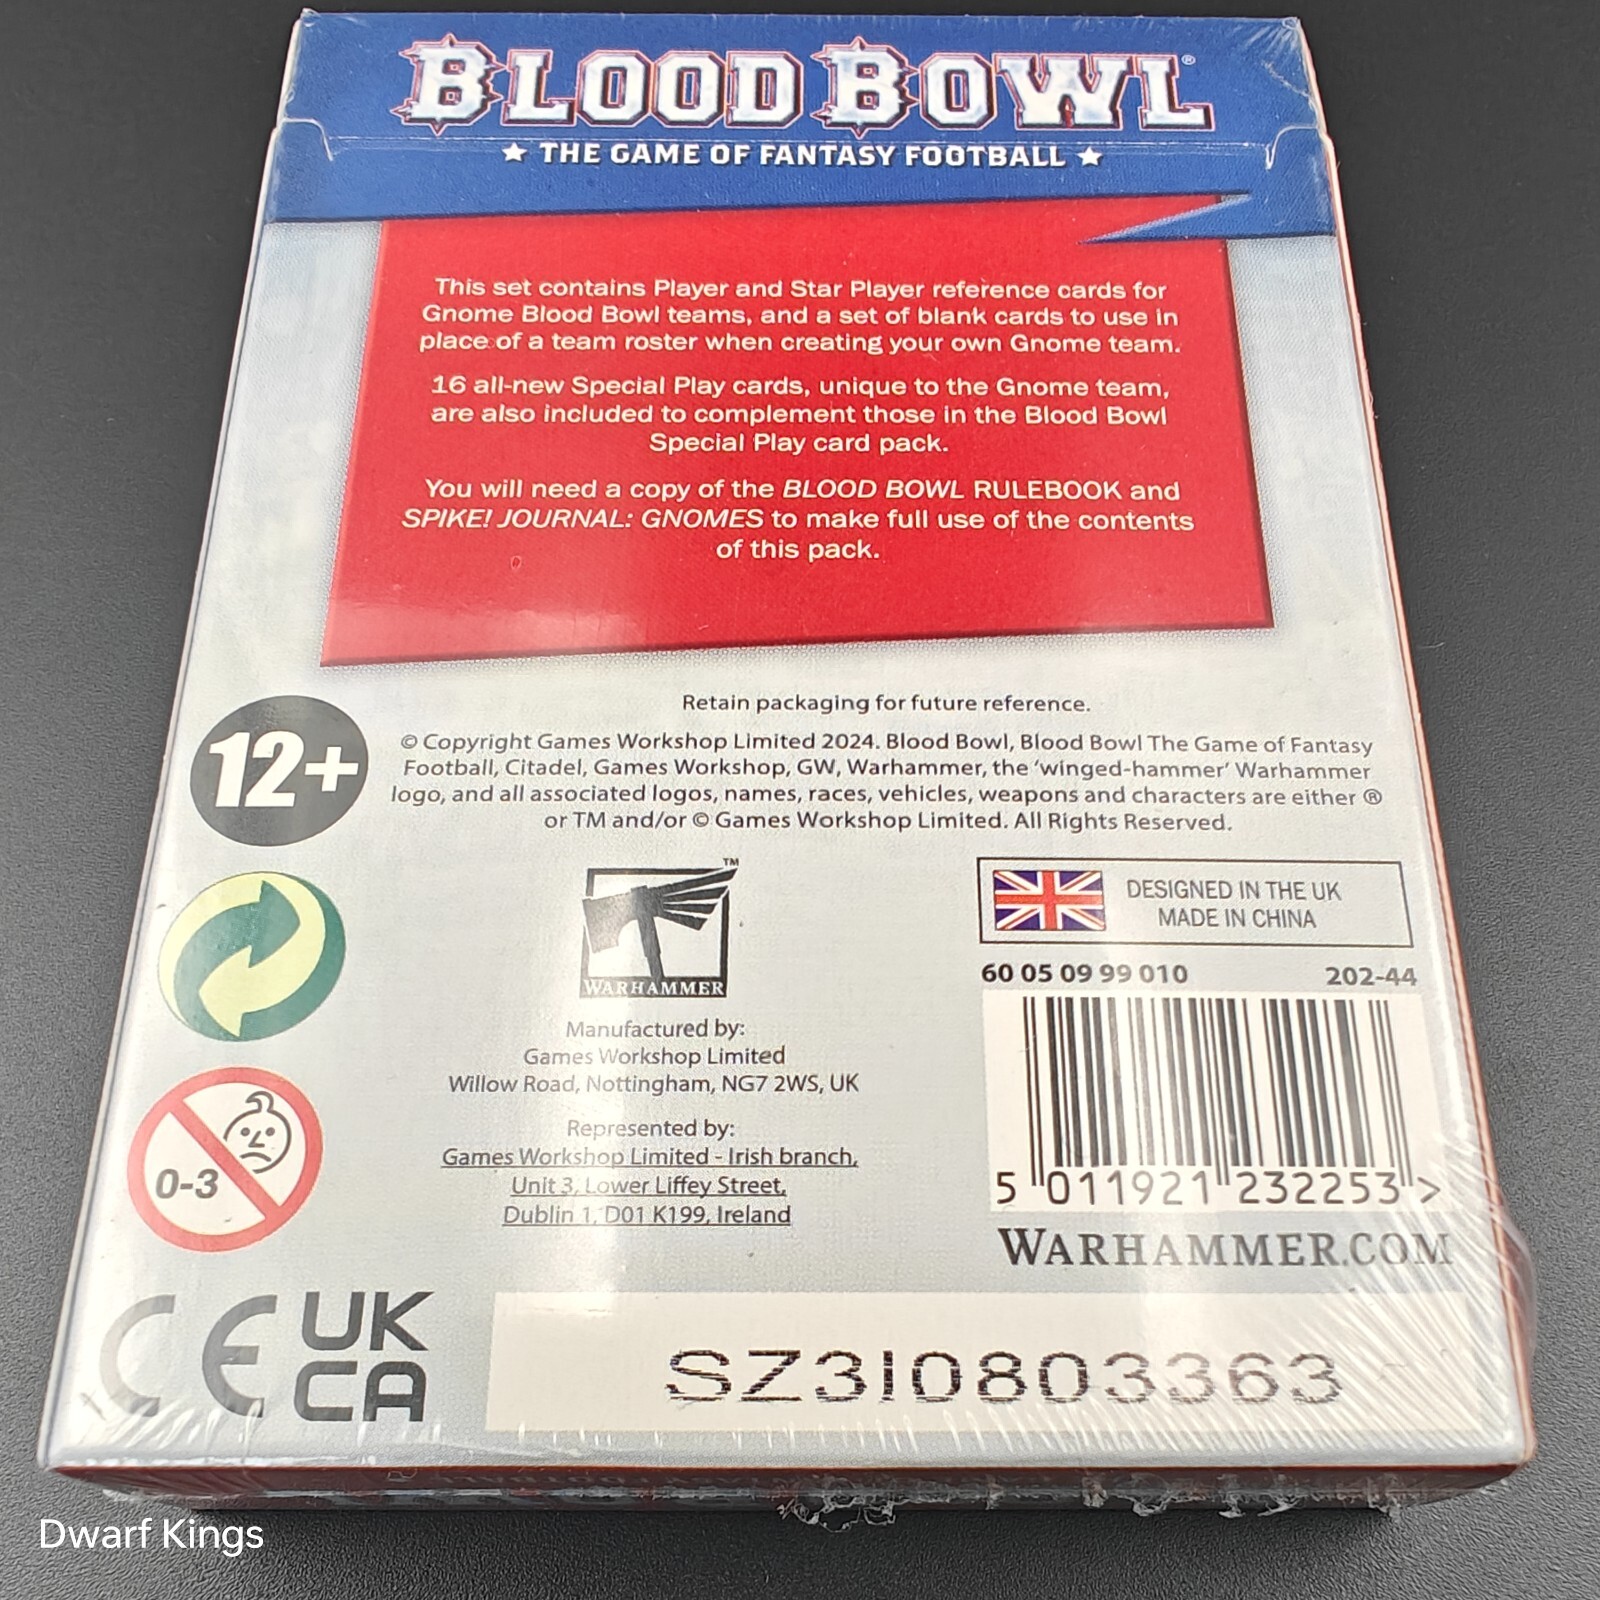 BLOOD BOWL®
★ THE GAME OF FANTASY FOOTBALL ★
This set contains Player and Star Player reference cards for
Gnome Blood Bowl teams, and a set of blank cards to use in
place of a team roster when creating your own Gnome team.
16 all-new Special Play cards, unique to the Gnome team,
are also included to complement those in the Blood Bowl
Special Play card pack.
You will need a copy of the BLOOD BOWL RULEBOOK and
SPIKE! JOURNAL: GNOMES to make full use of the contents
of this pack.
Retain packaging for future reference.
12+
© Copyright Games Workshop Limited 2024. Blood Bowl, Blood Bowl The Game of Fantasy
Football, Citadel, Games Workshop, GW, Warhammer, the 'winged-hammer' Warhammer
logo, and all associated logos, names, races, vehicles, weapons and characters are either ®
or TM and/or © Games Workshop Limited. All Rights Reserved.
TM
WARHAMMER
Manufactured by:
Games Workshop Limited
Willow Road, Nottingham, NG7 2WS, UK
Represented by:
Games Workshop Limited - Irish branch,
Unit 3, Lower Liffey Street,
Dublin 1, D01 K199, Ireland
DESIGNED IN THE UK
MADE IN CHINA
60 05 09 99 010 202-44
5 011921 232253 >
WARHAMMER.COM
0-3
CE
UK
CA
SZ3I0803363
Dwarf Kings